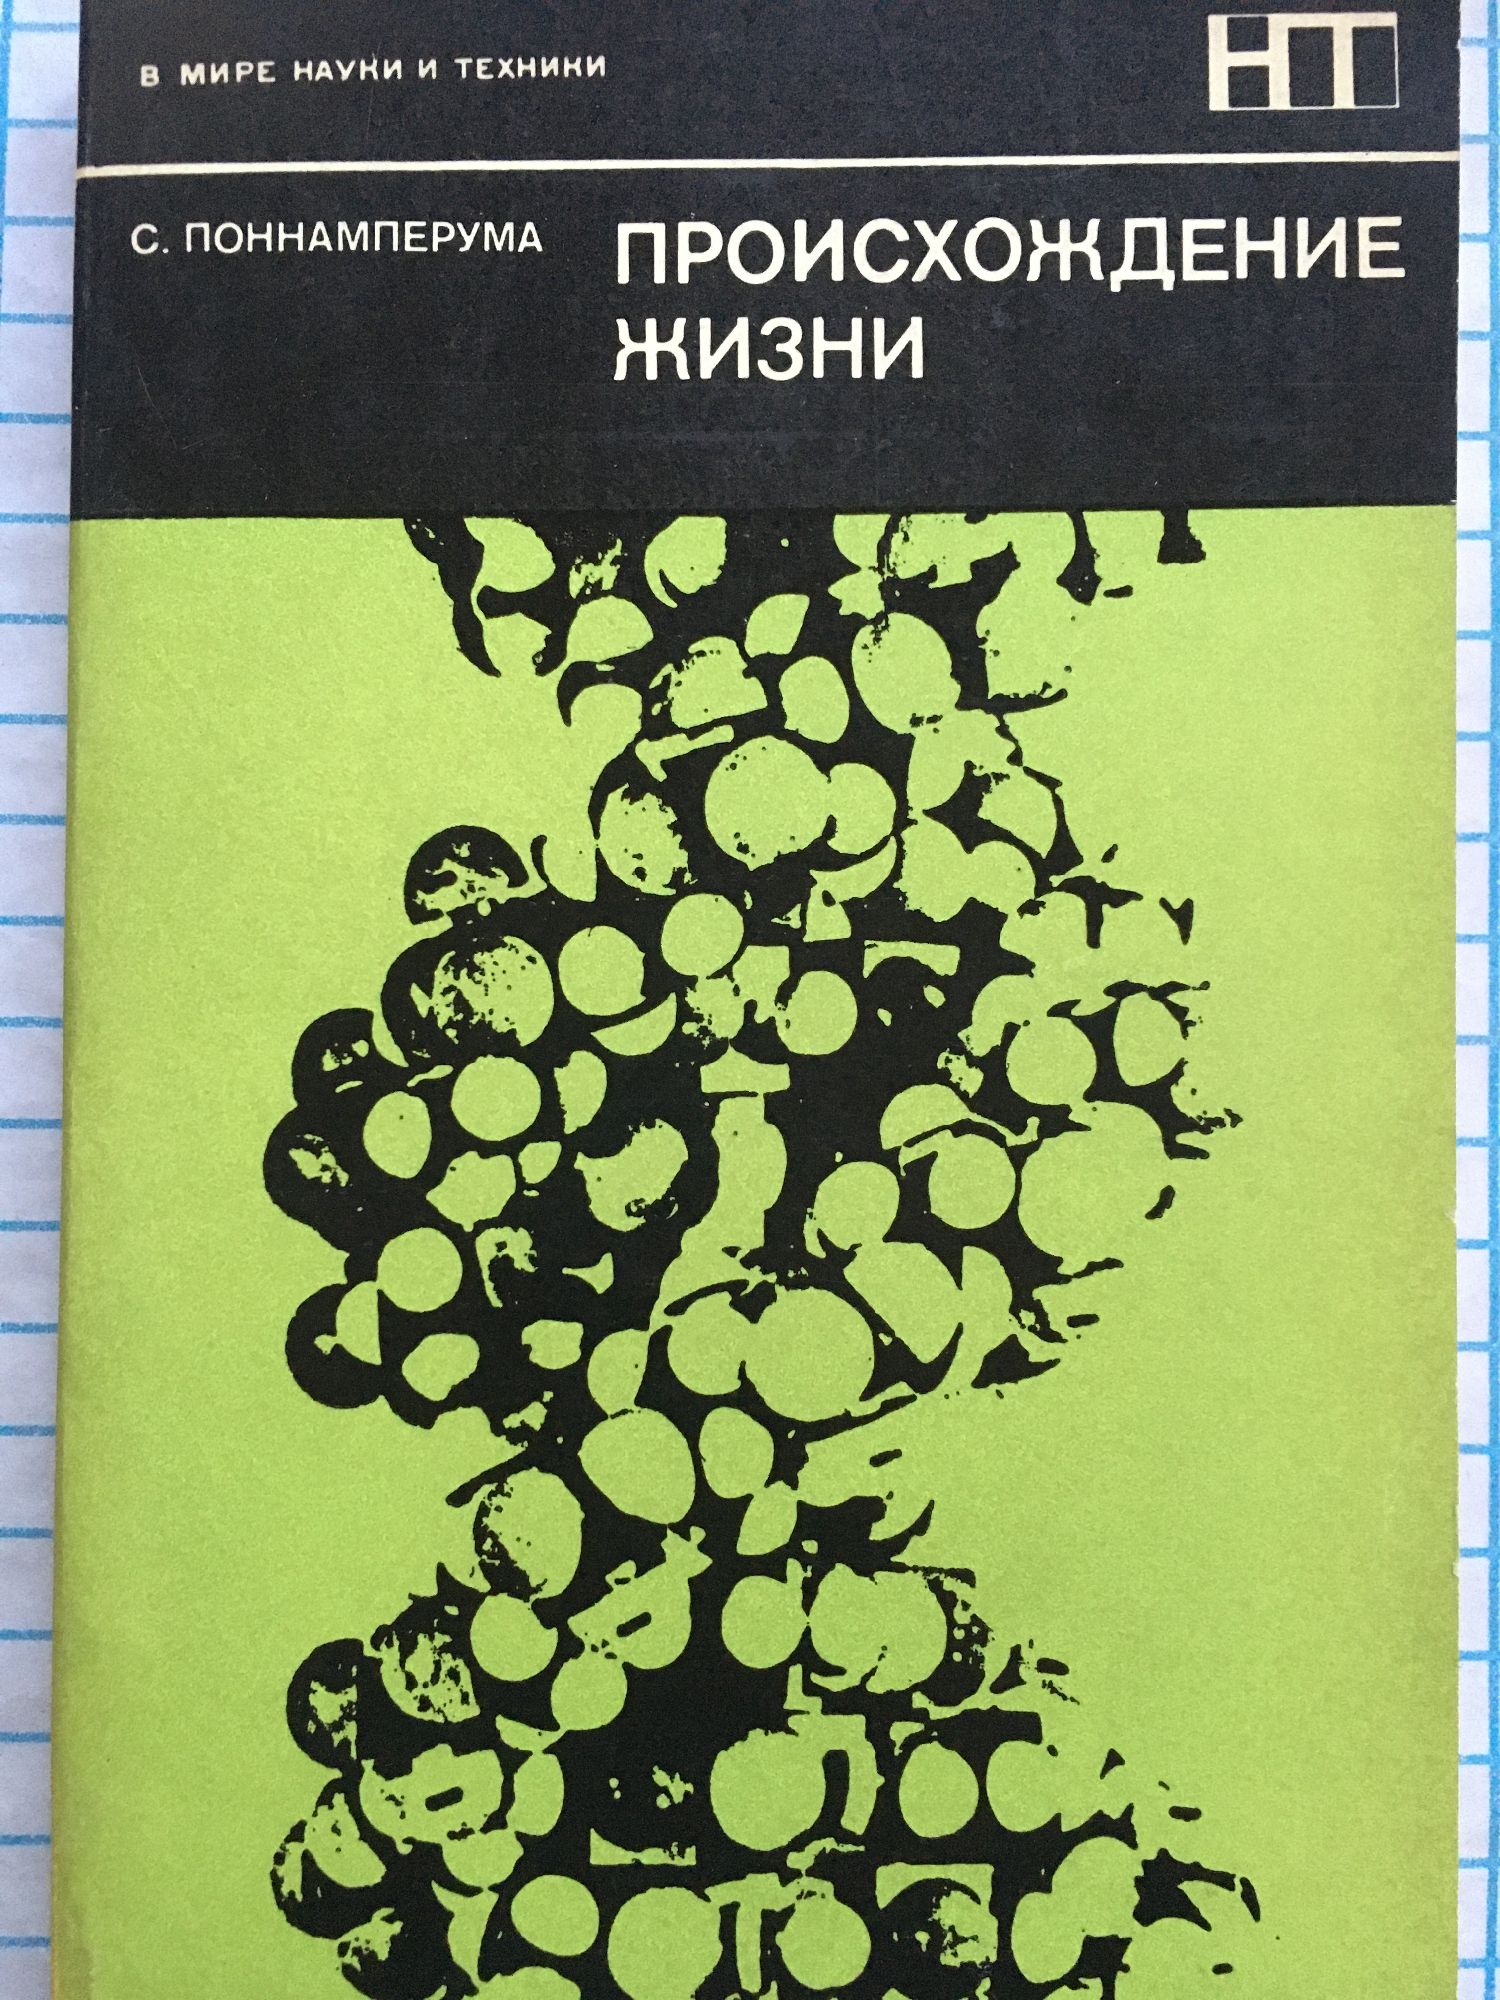 В МИРЕ НАУКИ И ТЕХНИКИ
НТ
С. ПОННАМПЕРУМА
ПРОИСХОЖДЕНИЕ
ЖИЗНИ